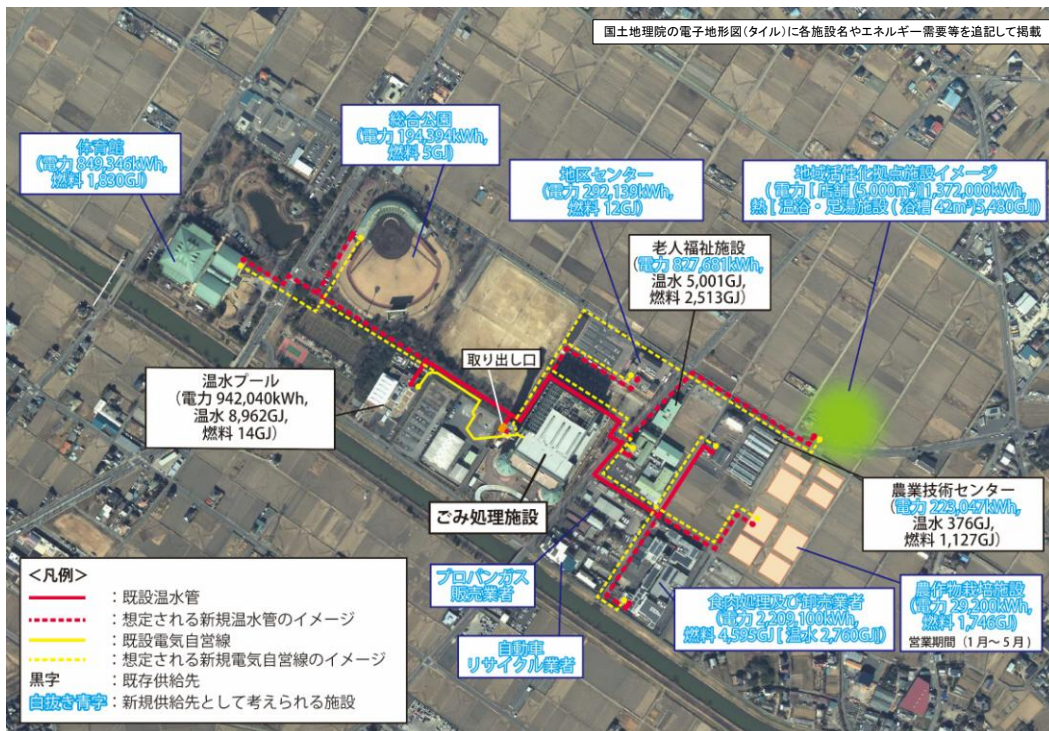 国土地理院の電子地形図(タイル)に各施設名やエネルギー需要等を追記して掲載
体育館
(電力 849,346kWh,
燃料 1,830GJ)
総合公園
(電力 194,394kWh,
燃料 5GJ)
地区センター
(電力 292,139kWh,
燃料 12GJ)
地域活性化拠点施設イメージ
( 電力 [ 店舗 (5,000m²)]1,372,000kWh,
熱 [ 温浴・足湯施設 ( 浴槽 42m²)5,480GJ])
老人福祉施設
(電力 827,681kWh,
温水 5,001GJ,
燃料 2,513GJ)
取り出し口
温水プール
(電力 942,040kWh,
温水 8,962GJ,
燃料 14GJ)
ごみ処理施設
農業技術センター
(電力 223,047kWh,
温水 376GJ,
燃料 1,127GJ)
プロパンガス
販売業者
自動車
リサイクル業者
食肉処理及び卸売業者
(電力 2,209,100kWh,
燃料 4,595GJ [ 温水 2,760GJ])
農作物栽培施設
(電力 29,200kWh,
燃料 1,746GJ)
営業期間（1月～5月）
＜凡例＞
：既設温水管
：想定される新規温水管のイメージ
：既設電気自営線
：想定される新規電気自営線のイメージ
黒字 ：既存供給先
白抜き青字 ：新規供給先として考えられる施設